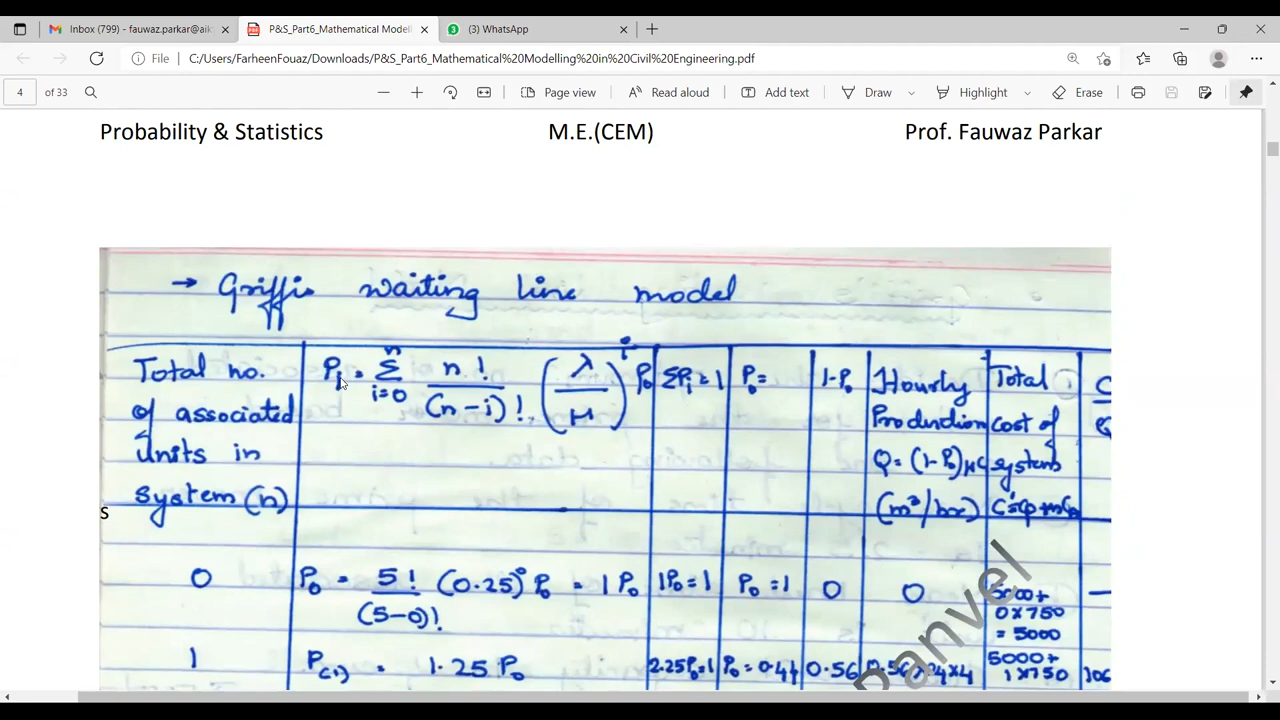 Inbox (799) - fauwaz.parkar@aik
P&S_Part6_Mathematical Modell
(3) WhatsApp
File
C:/Users/FarheenFouaz/Downloads/P&S_Part6_Mathematical%20Modelling%20in%20Civil%20Engineering.pdf
4 of 33
Page view
Read aloud
Add text
Draw
Highlight
Erase
Probability & Statistics M.E.(CEM) Prof. Fauwaz Parkar
→ Griffis waiting line model
Total no. of associated units in system (n)
Pi = Σ n i=0 n! / (n-i)! (λ/μ)^i P₀
ΣPi = 1
P₀ =
1-P₀
Hourly Production Q = (1-P₀)μC (m³/hr)
Total cost of system
s
0
P₀ = 5!/(5-0)! (0.25)⁰ P₀ = 1 P₀
1P₀ = 1
P₀ = 1
0
0
5000+ 0x750 = 5000
—
1
P(1) = 1.25 P₀
2.25P₀=1
P₀ = 0.44
0.56
5000+ 1x750
106
Panvel